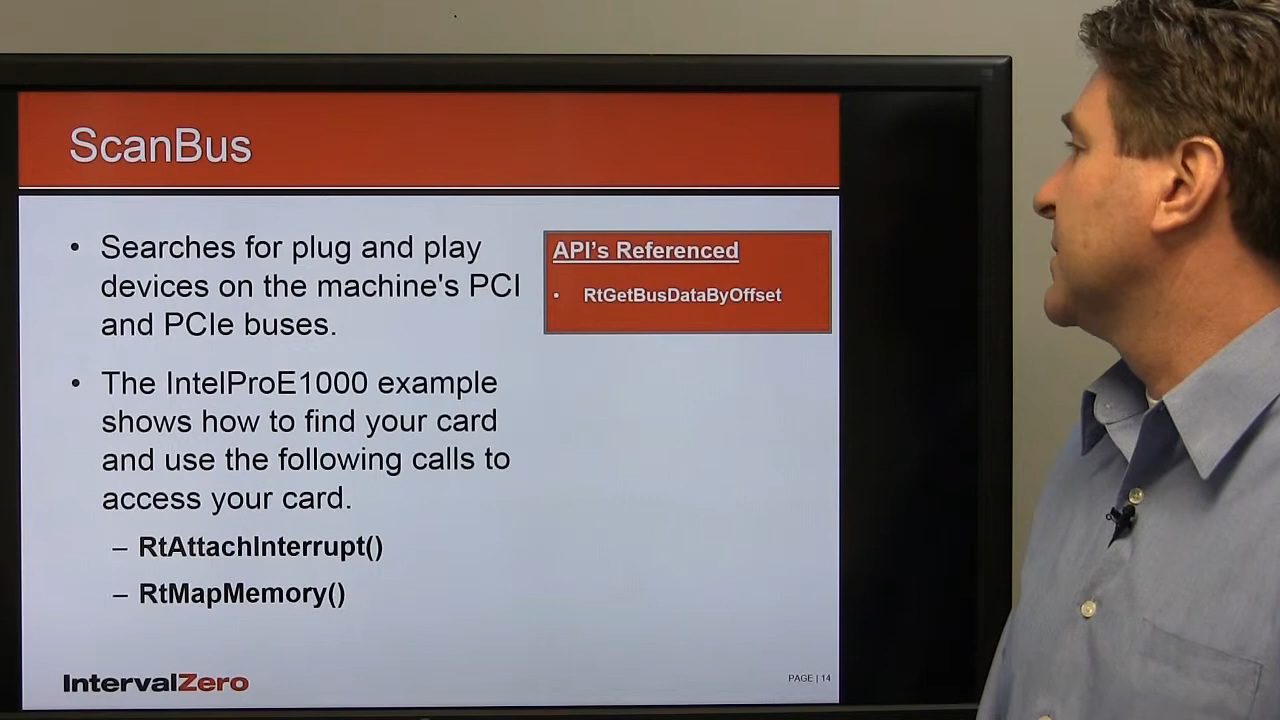 ScanBus
• Searches for plug and play
devices on the machine's PCI
and PCIe buses.
• The IntelProE1000 example
shows how to find your card
and use the following calls to
access your card.
– RtAttachInterrupt()
– RtMapMemory()
API's Referenced
• RtGetBusDataByOffset
IntervalZero
PAGE | 14